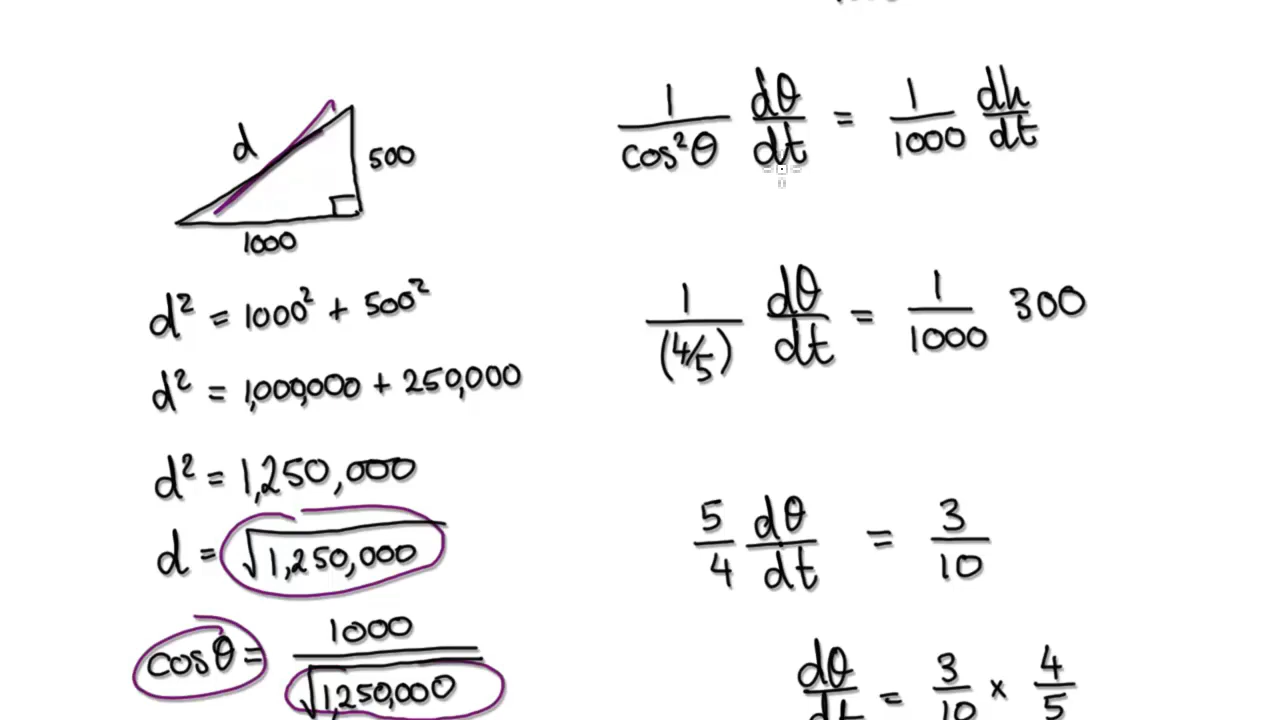 d
500
1000
d² = 1000² + 500²
d² = 1,000,000 + 250,000
d² = 1,250,000
d = √1,250,000
cosθ = 1000/√1,250,000
1/cos²θ dθ/dt = 1/1000 dh/dt
1/(4/5) dθ/dt = 1/1000 300
5/4 dθ/dt = 3/10
dθ/dt = 3/10 × 4/5